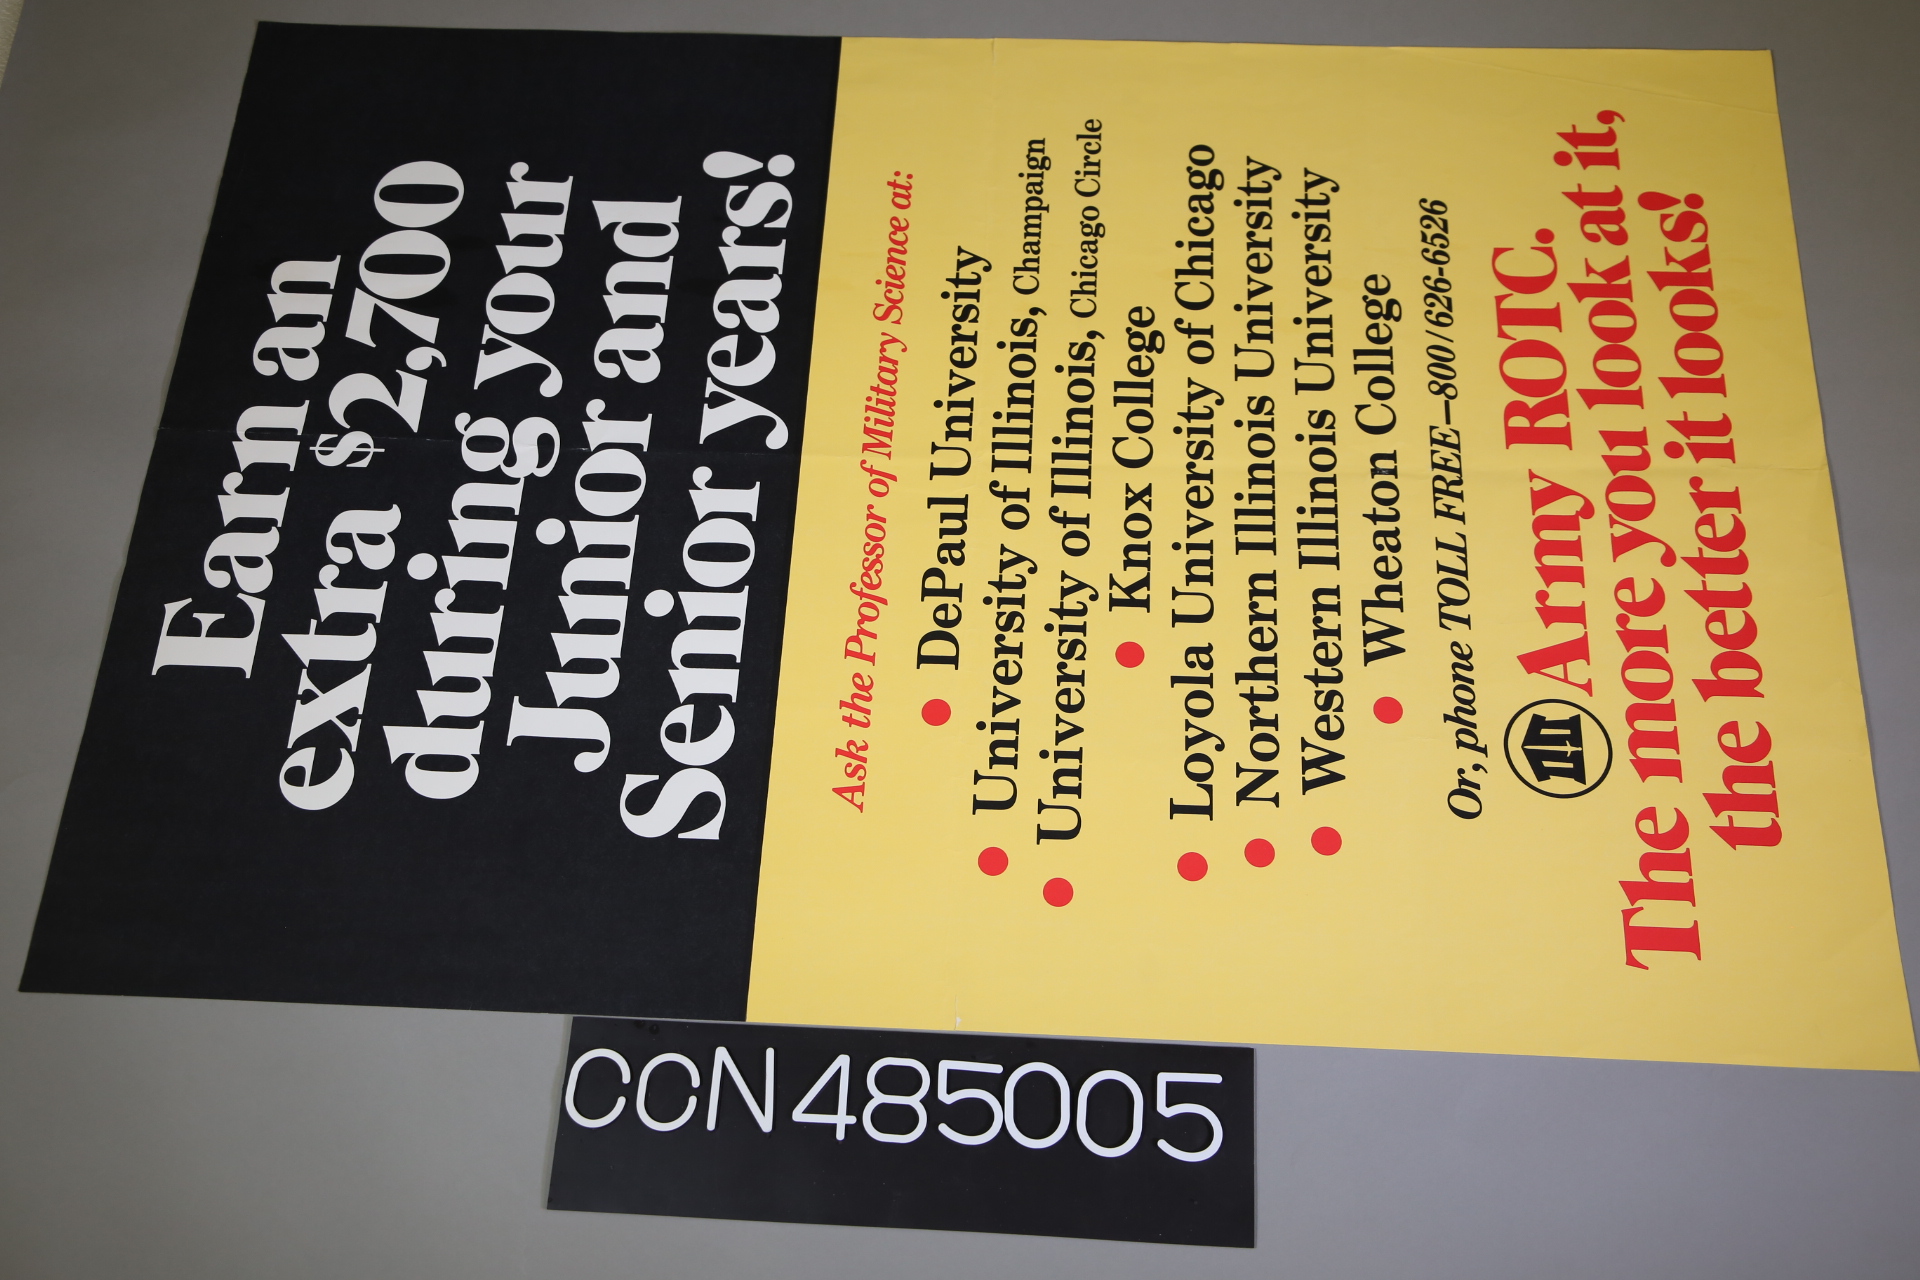 Earn an
extra $2,700
during your
Junior and
Senior years!
Ask the Professor of Military Science at:
• DePaul University
• University of Illinois, Champaign
• University of Illinois, Chicago Circle
• Knox College
• Loyola University of Chicago
• Northern Illinois University
• Western Illinois University
• Wheaton College
Or, phone TOLL FREE—800/626-6526
Army ROTC.
The more you look at it,
the better it looks!
CCN485005